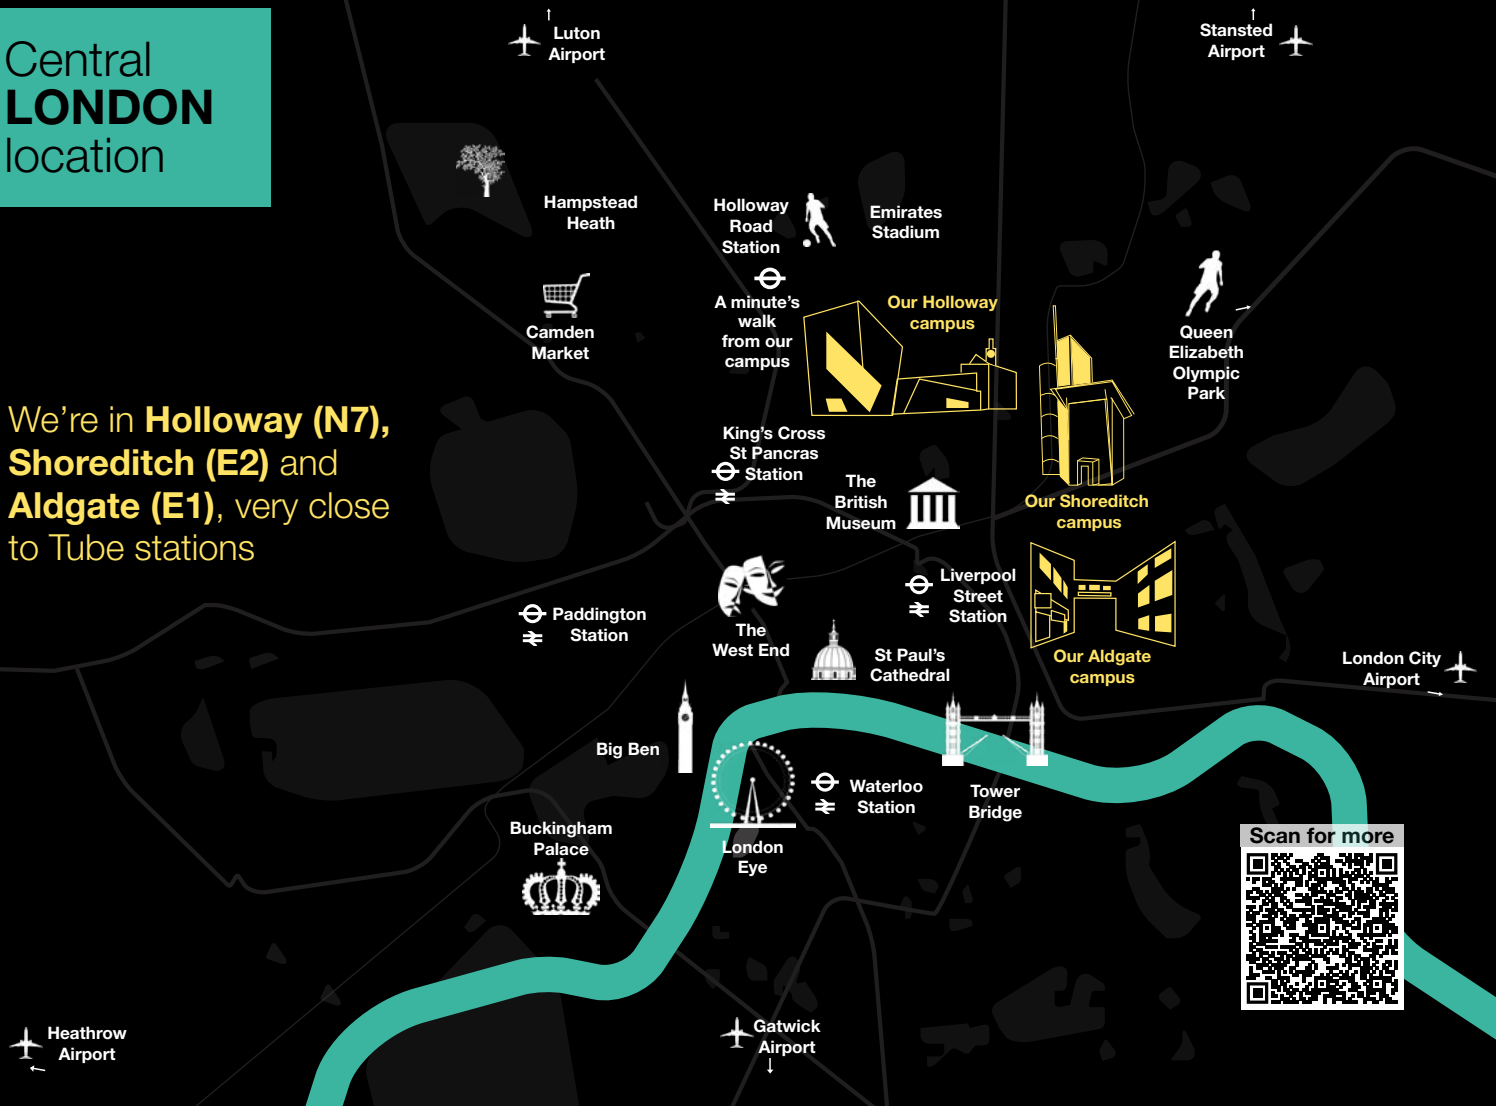 Central
LONDON
location
We're in Holloway (N7),
Shoreditch (E2) and
Aldgate (E1), very close
to Tube stations
Luton
Airport
Stansted
Airport
Hampstead
Heath
Holloway
Road
Station
Emirates
Stadium
Camden
Market
A minute's
walk
from our
campus
Our Holloway
campus
Queen
Elizabeth
Olympic
Park
King's Cross
St Pancras
Station
The
British
Museum
Our Shoreditch
campus
Paddington
Station
The
West End
Liverpool
Street
Station
St Paul's
Cathedral
Our Aldgate
campus
London City
Airport
Big Ben
Waterloo
Station
Tower
Bridge
Buckingham
Palace
London
Eye
Scan for more
Heathrow
Airport
Gatwick
Airport